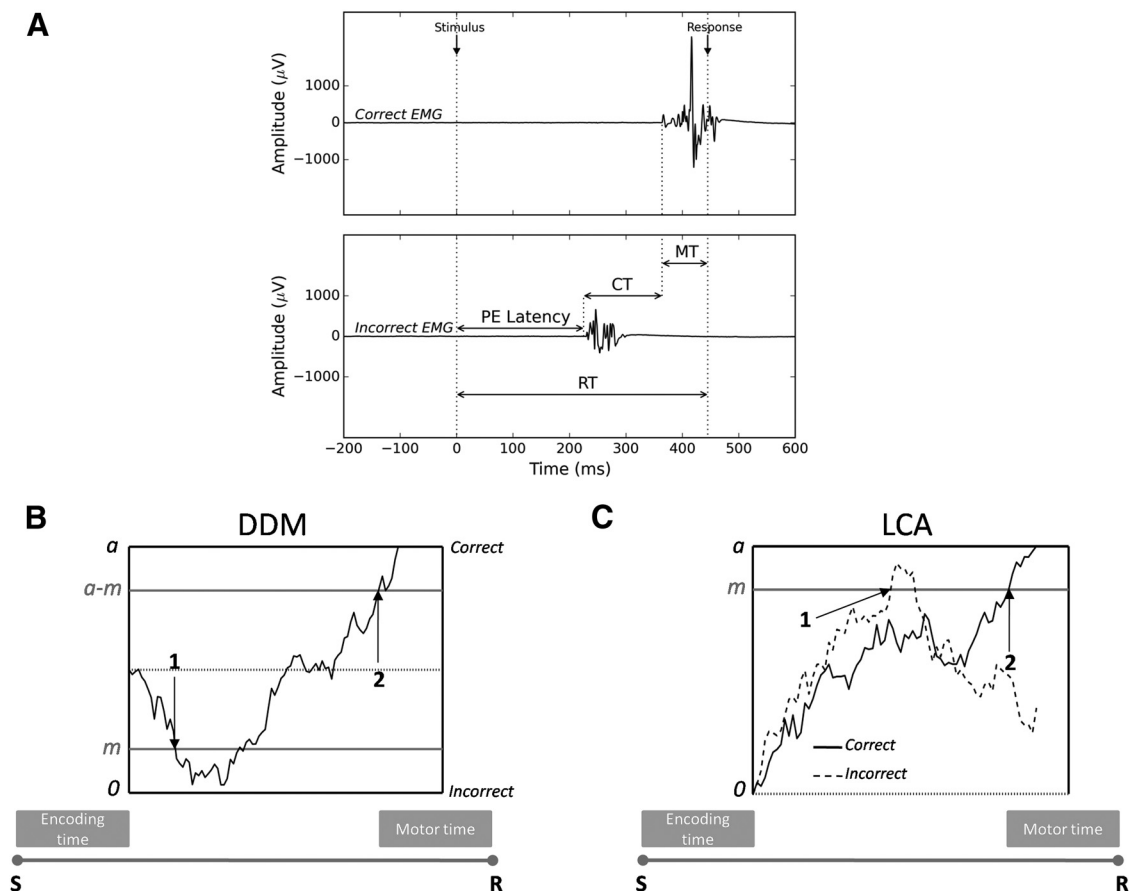 A
Stimulus
Response
Amplitude (μV)
1000
0
−1000
Correct EMG
Amplitude (μV)
1000
0
−1000
MT
CT
PE Latency
Incorrect EMG
RT
−200 −100 0 100 200 300 400 500 600
Time (ms)
B
DDM
a
Correct
a-m
1
2
m
0
Incorrect
Encoding
time
Motor time
S
R
C
LCA
a
m
1
2
Correct
Incorrect
0
Encoding
time
Motor time
S
R